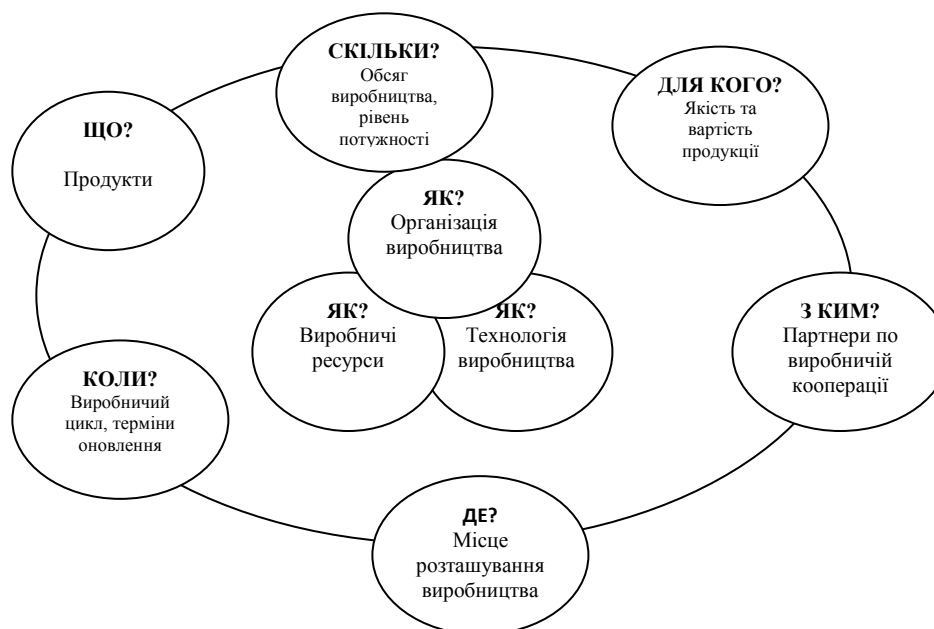 СКІЛЬКИ?
Обсяг
виробництва,
рівень
потужності
ДЛЯ КОГО?
Якість та
вартість
продукції
ЩО?
Продукти
ЯК?
Організація
виробництва
ЯК?
Виробничі
ресурси
ЯК?
Технологія
виробництва
З КИМ?
Партнери по
виробничій
кооперації
КОЛИ?
Виробничий
цикл, терміни
оновлення
ДЕ?
Місце
розташування
виробництва